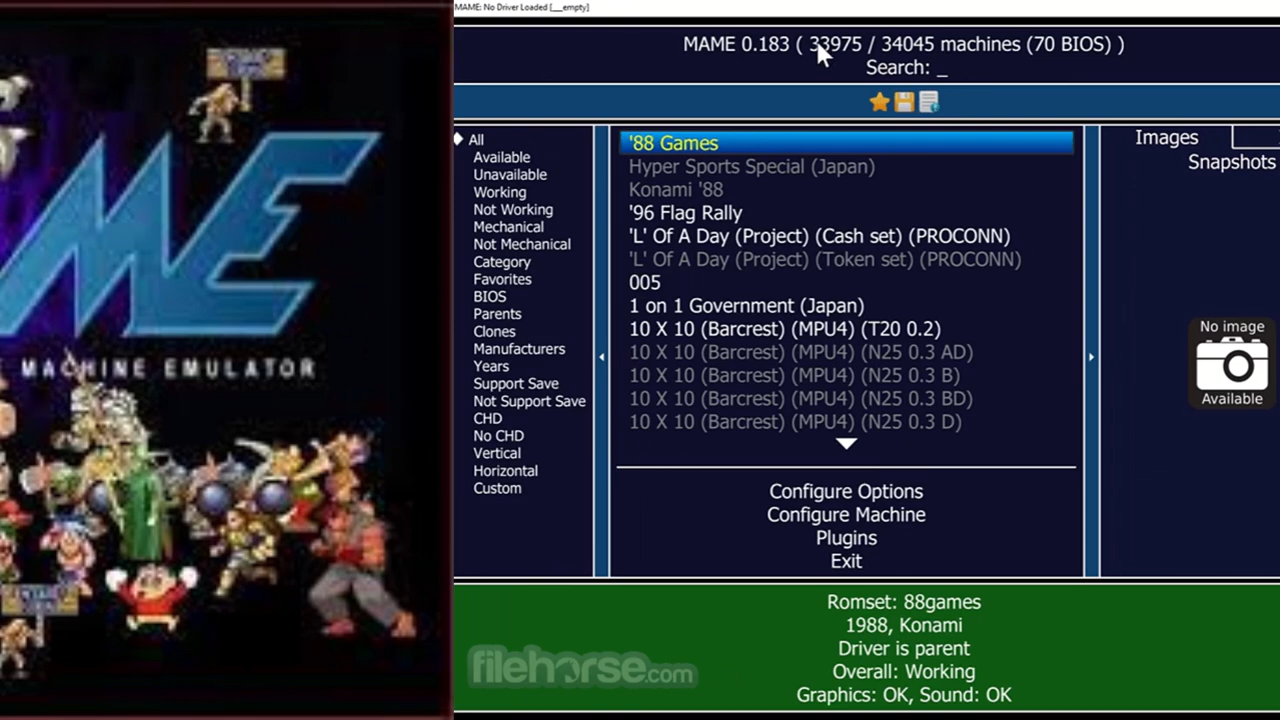 MAME: No Driver Loaded [___empty]
MAME 0.183 ( 33975 / 34045 machines (70 BIOS) )
Search: _
All
Available
Unavailable
Working
Not Working
Mechanical
Not Mechanical
Category
Favorites
BIOS
Parents
Clones
Manufacturers
Years
Support Save
Not Support Save
CHD
No CHD
Vertical
Horizontal
Custom
'88 Games
Hyper Sports Special (Japan)
Konami '88
'96 Flag Rally
'L' Of A Day (Project) (Cash set) (PROCONN)
'L' Of A Day (Project) (Token set) (PROCONN)
005
1 on 1 Government (Japan)
10 X 10 (Barcrest) (MPU4) (T20 0.2)
10 X 10 (Barcrest) (MPU4) (N25 0.3 AD)
10 X 10 (Barcrest) (MPU4) (N25 0.3 B)
10 X 10 (Barcrest) (MPU4) (N25 0.3 BD)
10 X 10 (Barcrest) (MPU4) (N25 0.3 D)
Configure Options
Configure Machine
Plugins
Exit
Images
Snapshots
No image
Available
Romset: 88games
1988, Konami
Driver is parent
Overall: Working
Graphics: OK, Sound: OK
ME
MACHINE EMULATOR
filehorse.com